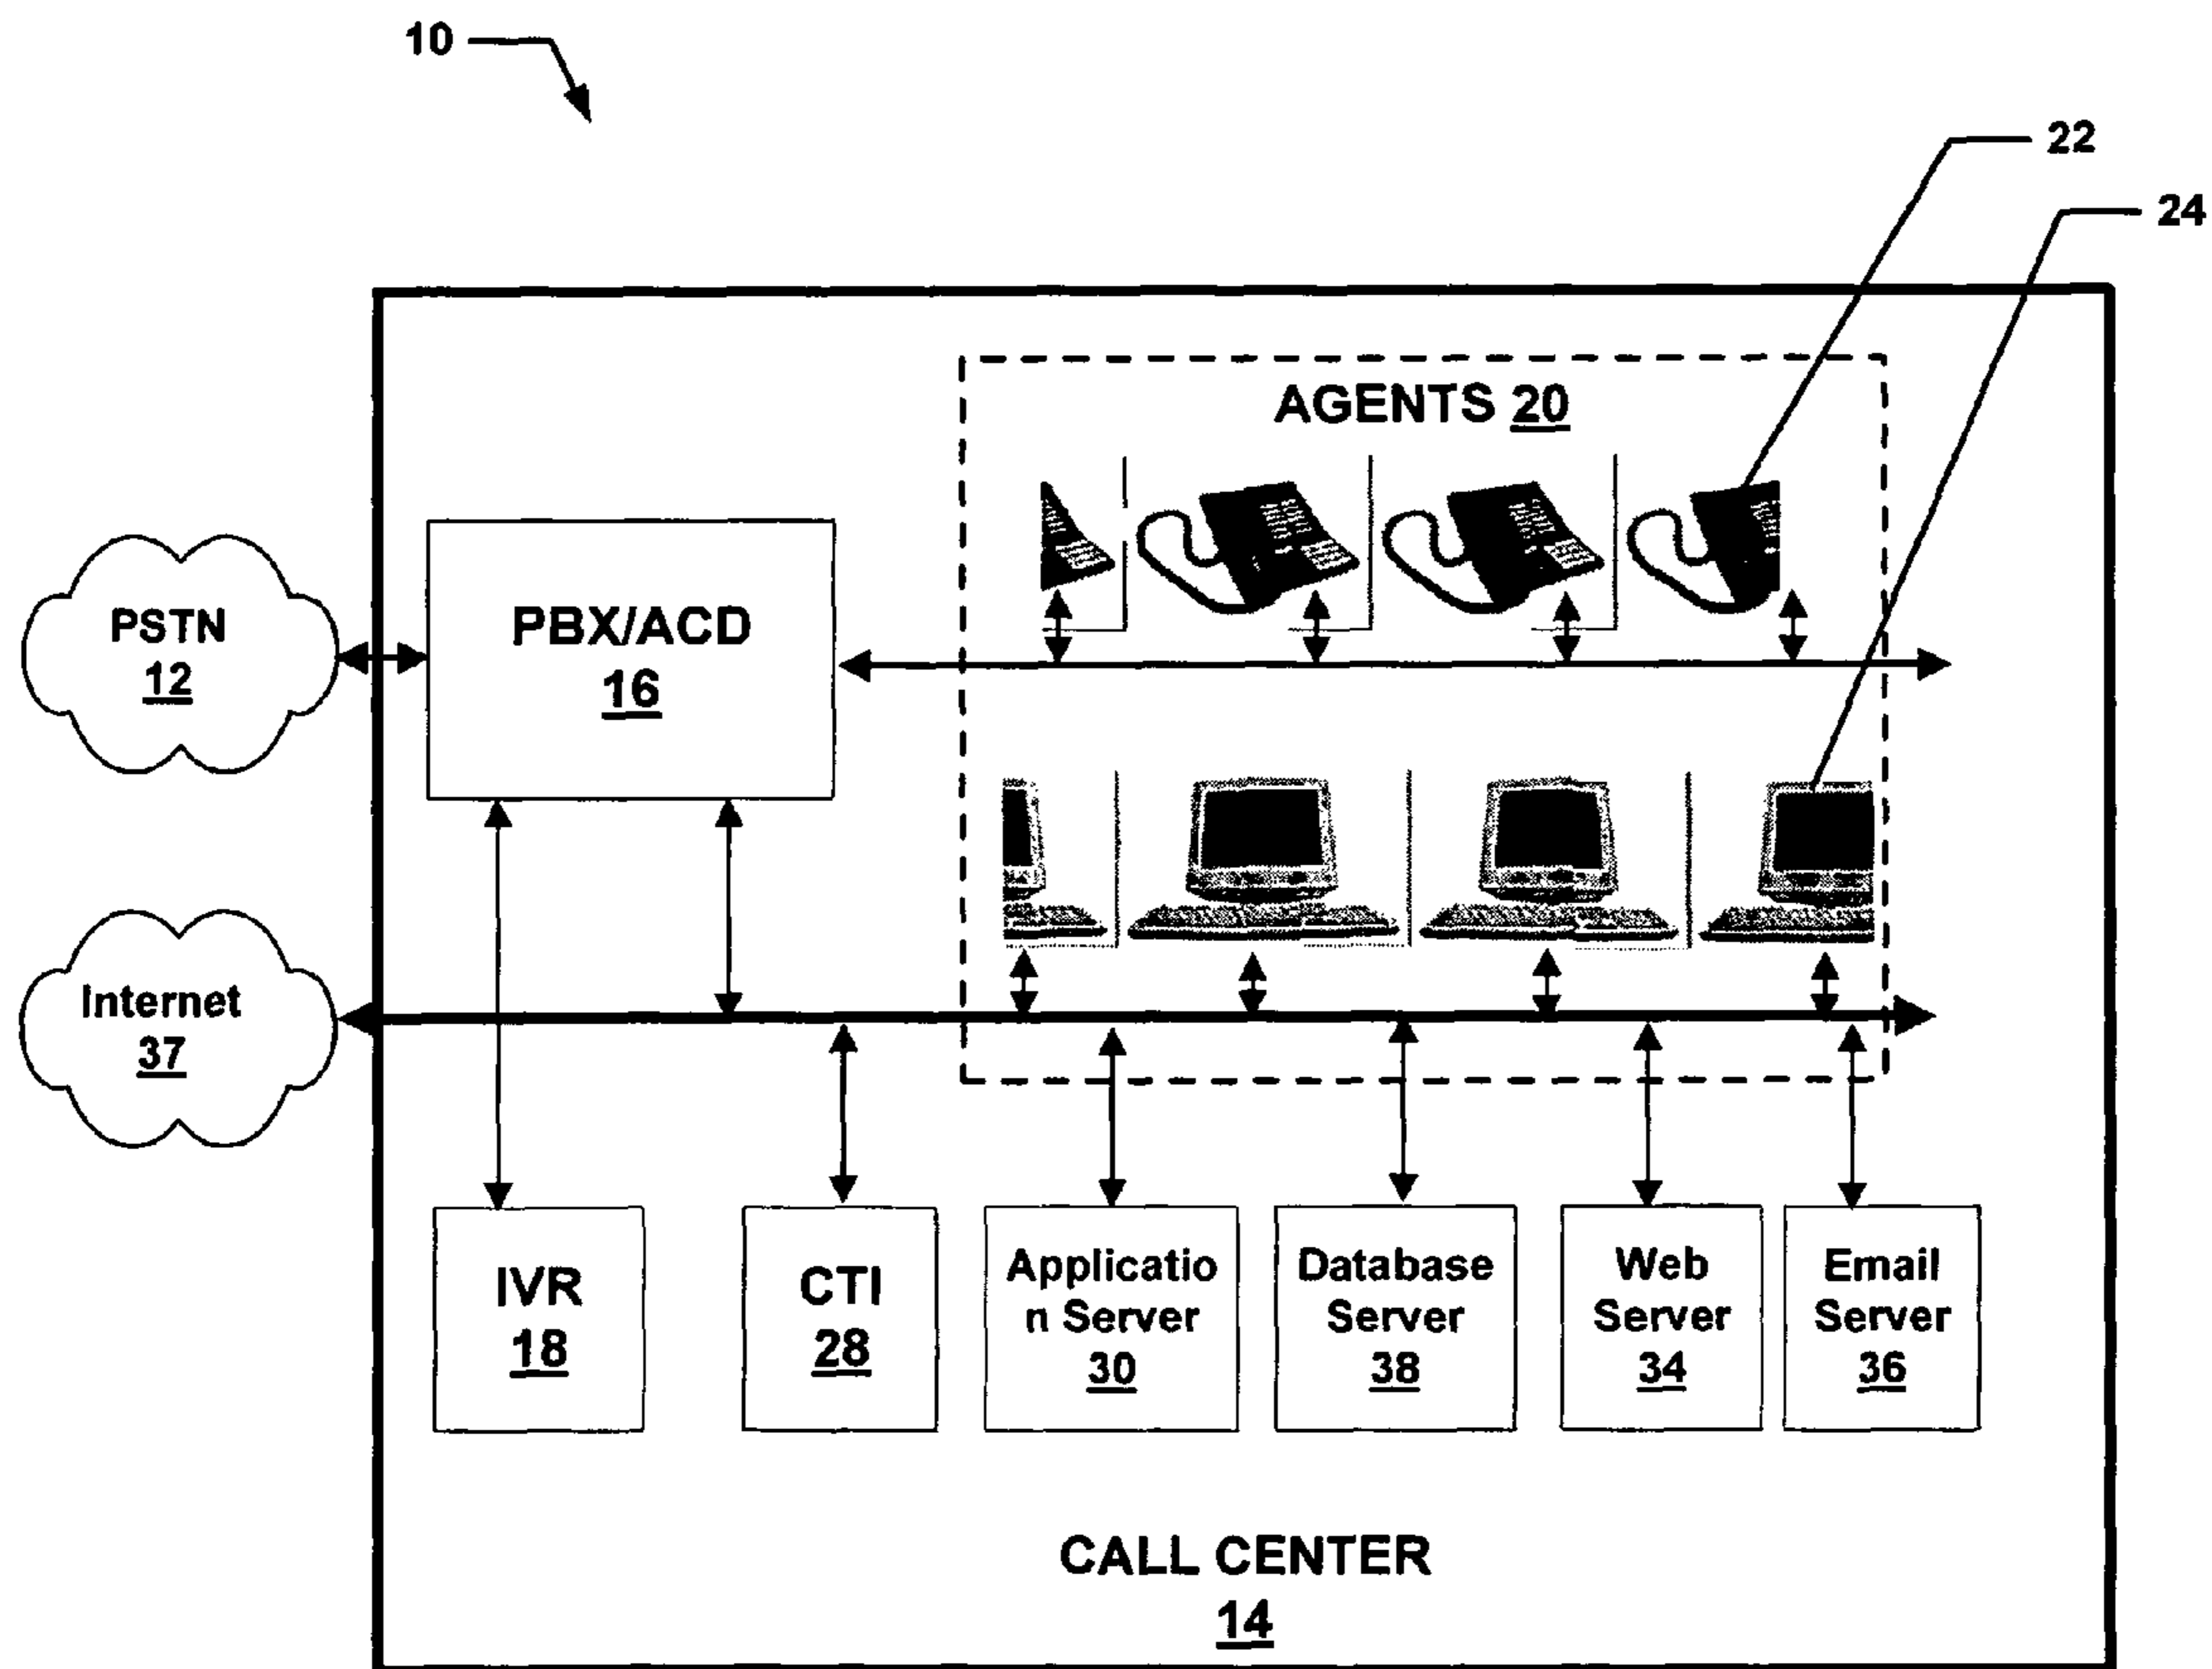 10
22
24
AGENTS 20
PSTN
12
PBX/ACD
16
Internet
37
IVR
18
CTI
28
Applicatio
n Server
30
Database
Server
38
Web
Server
34
Email
Server
36
CALL CENTER
14